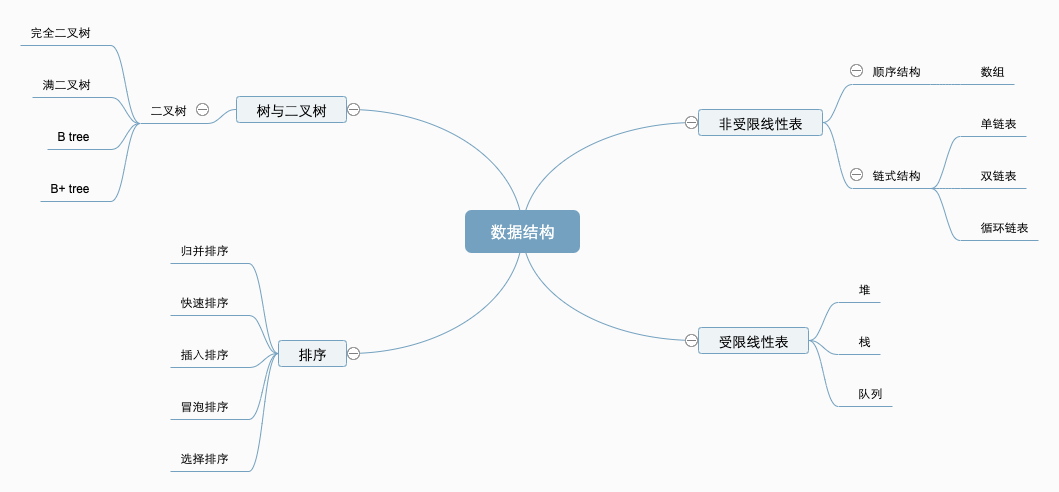 数据结构
树与二叉树
二叉树
完全二叉树
满二叉树
B tree
B+ tree
排序
归并排序
快速排序
插入排序
冒泡排序
选择排序
非受限线性表
顺序结构
数组
链式结构
单链表
双链表
循环链表
受限线性表
堆
栈
队列